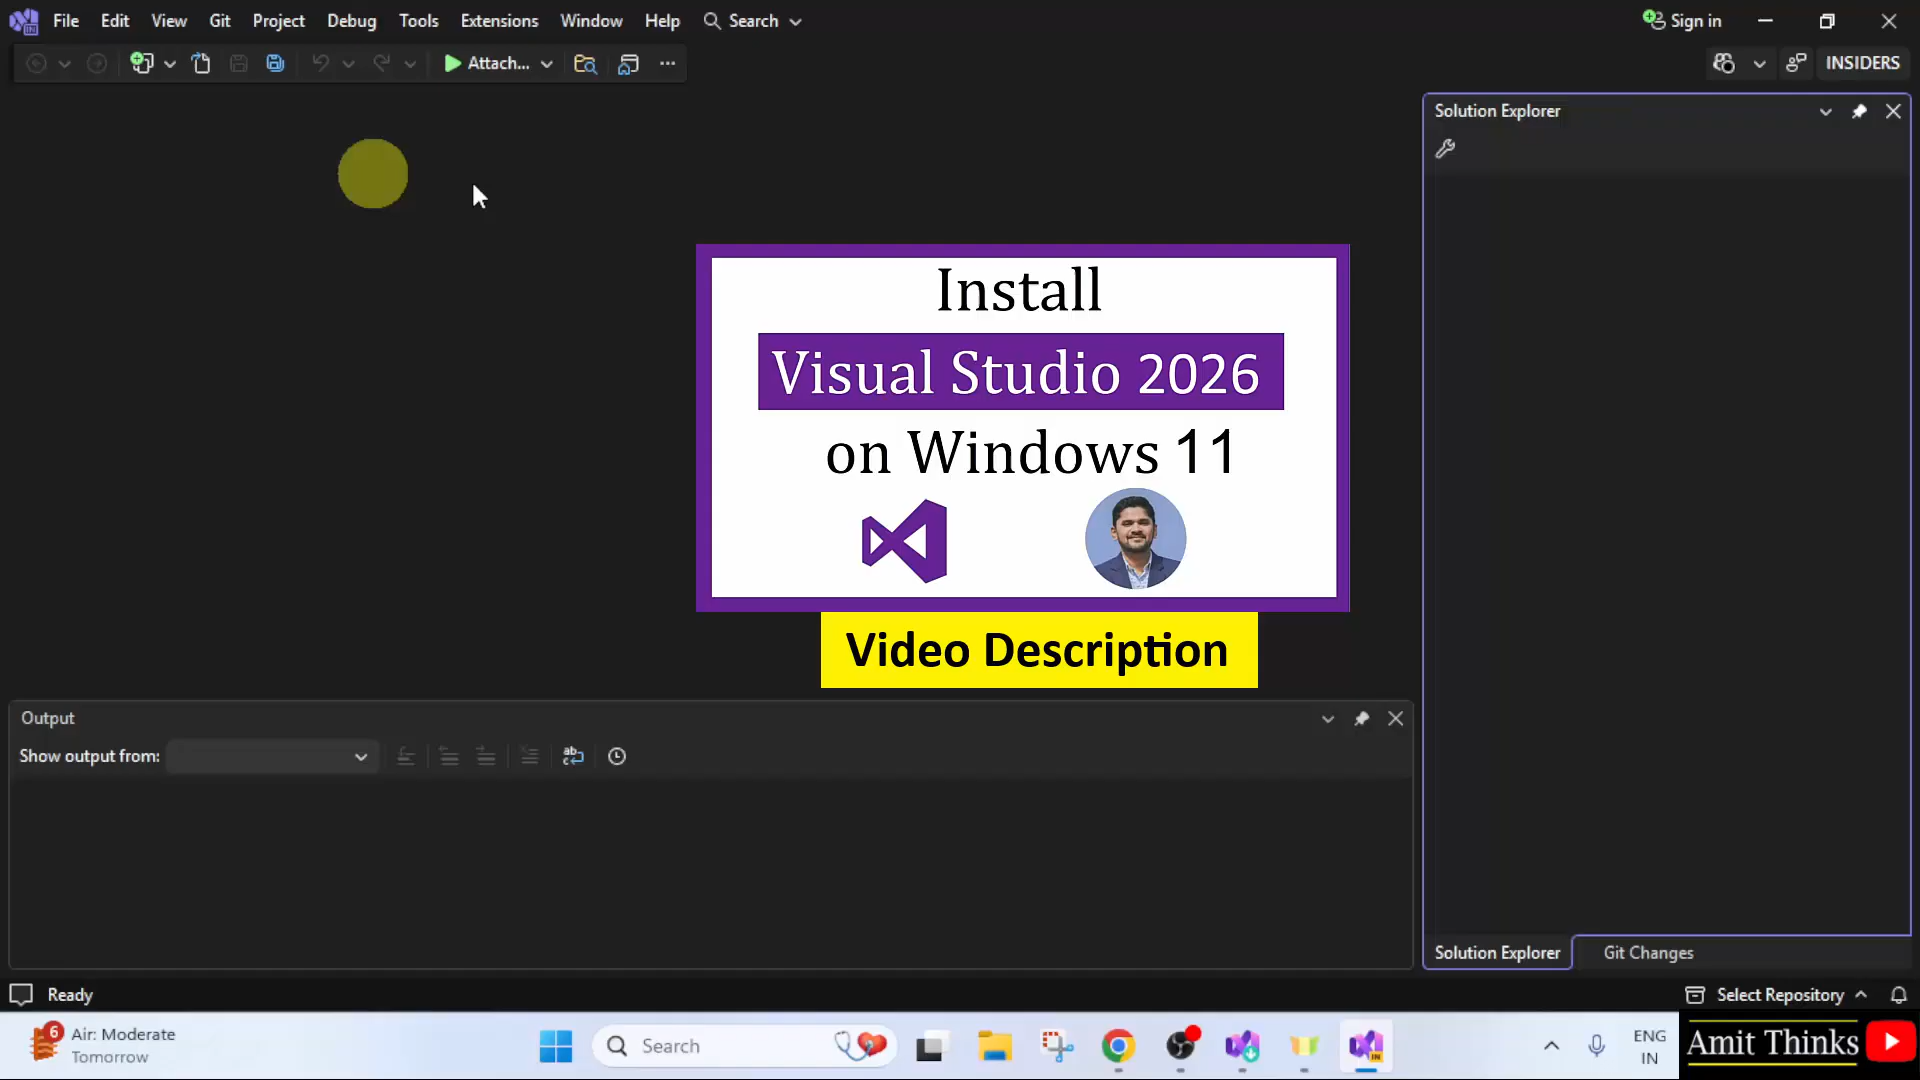 File Edit View Git Project Debug Tools Extensions Window Help Search
Sign in
Attach...
INSIDERS
Solution Explorer
Install
Visual Studio 2026
on Windows 11
Video Description
Output
Show output from:
Solution Explorer
Git Changes
Ready
Select Repository
6
Air: Moderate
Tomorrow
Search
IN
ENG
IN
Amit Thinks